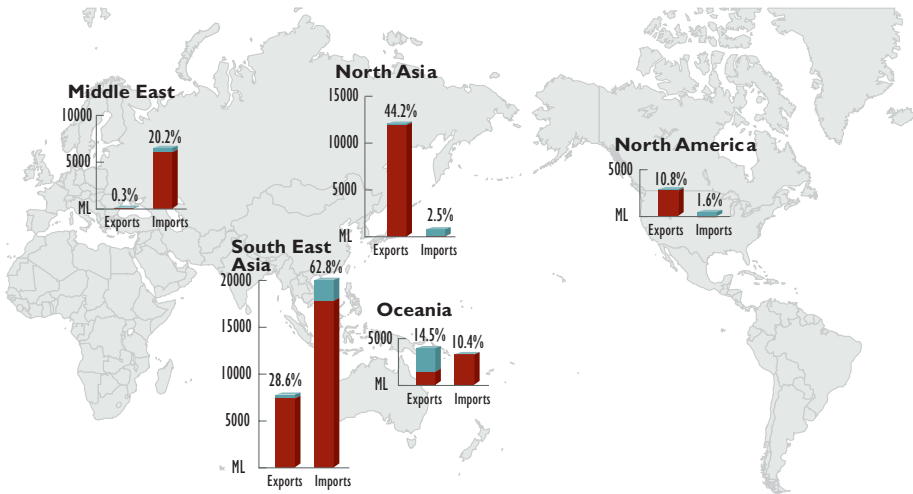 Middle East
10000
20.2%
5000
0.3%
ML
Exports Imports
North Asia
15000
44.2%
10000
5000
2.5%
ML
Exports Imports
North America
5000
10.8%
1.6%
ML
Exports Imports
South East
Asia
62.8%
20000
15000
10000
28.6%
5000
ML
Exports Imports
Oceania
5000
14.5%
10.4%
ML
Exports Imports